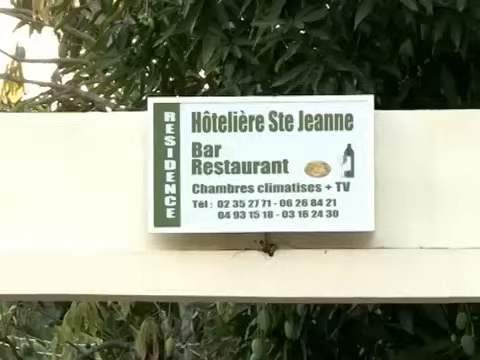 RESIDENCE
Hôtelière Ste Jeanne
Bar
Restaurant
Chambres climatises + TV
Tél : 02 35 27 71 - 06 26 84 21
04 93 15 18 - 03 16 24 30